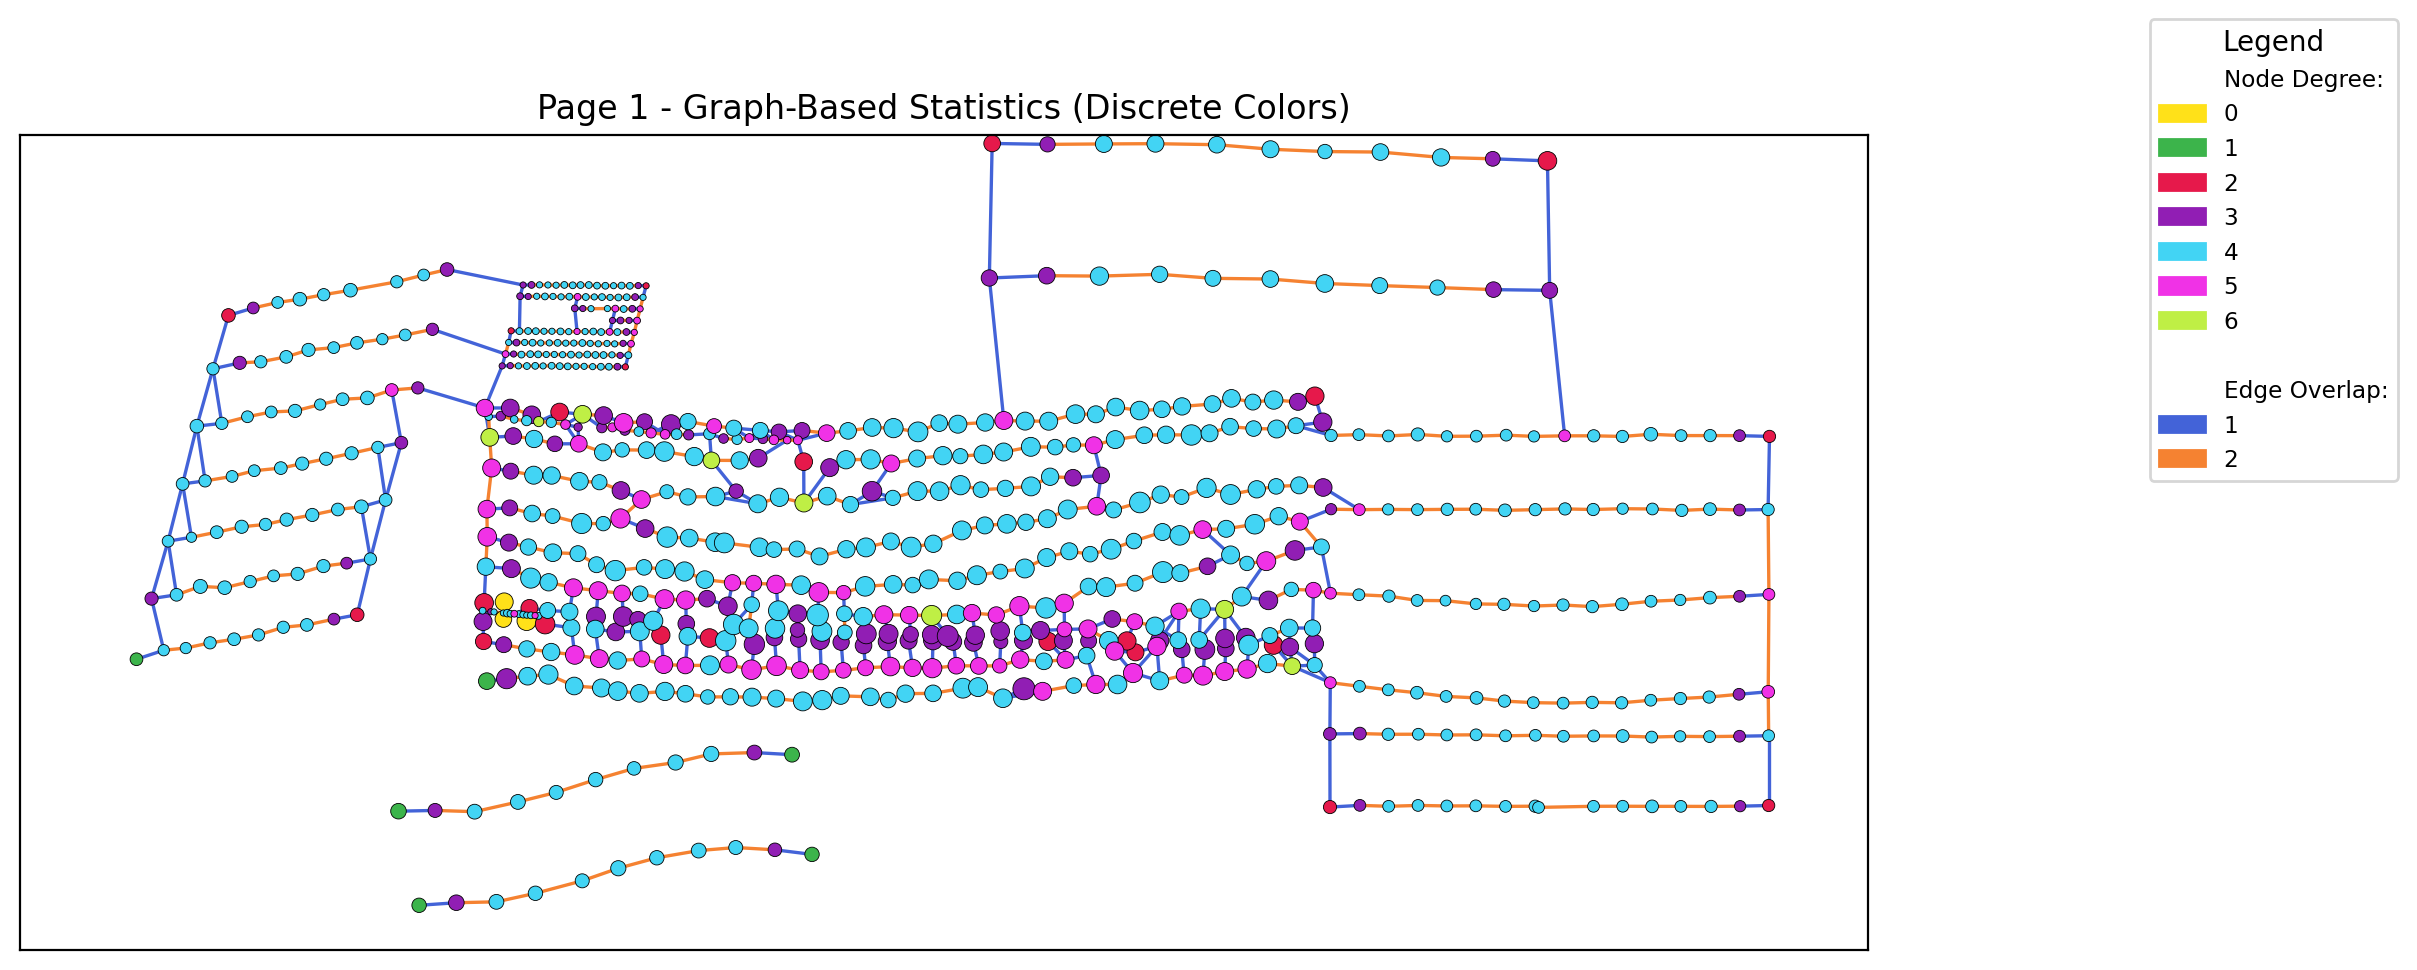 Page 1 - Graph-Based Statistics (Discrete Colors)
Legend
Node Degree:
0
1
2
3
4
5
6
Edge Overlap:
1
2